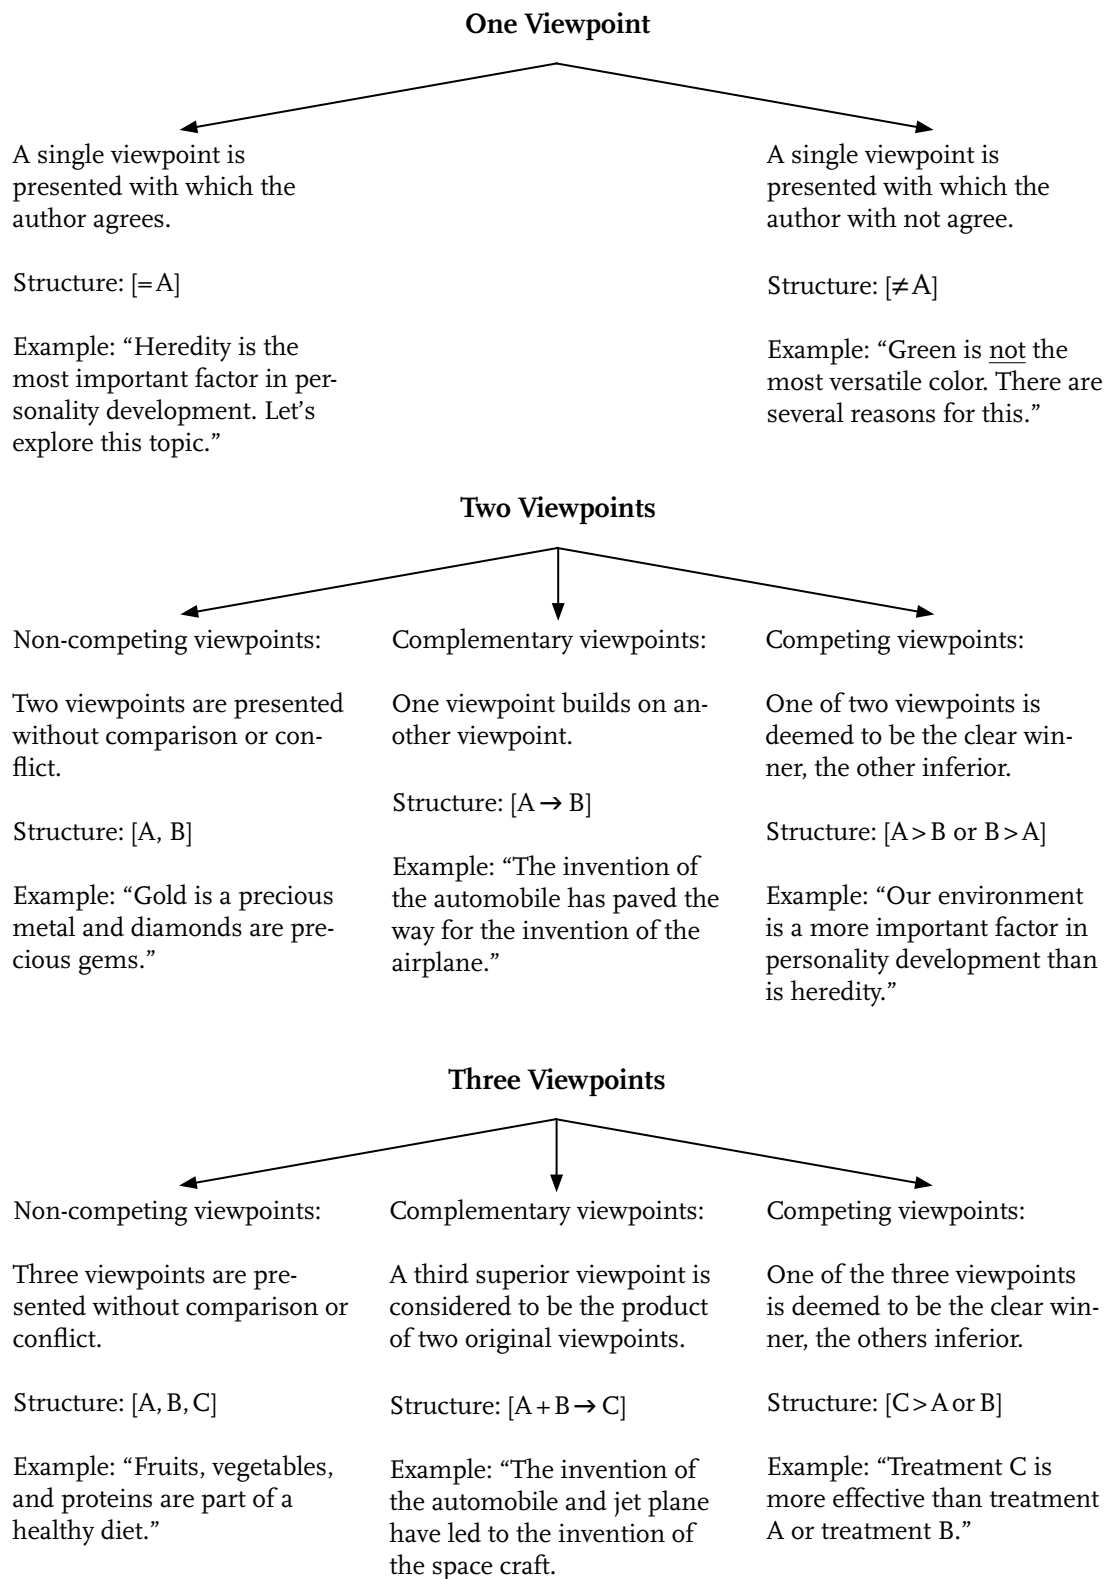 One Viewpoint
A single viewpoint is
presented with which the
author agrees.
Structure: [=A]
Example: “Heredity is the
most important factor in per-
sonality development. Let’s
explore this topic.”
A single viewpoint is
presented with which the
author with not agree.
Structure: [≠A]
Example: “Green is not the
most versatile color. There are
several reasons for this.”
Two Viewpoints
Non-competing viewpoints:
Two viewpoints are presented
without comparison or con-
flict.
Structure: [A, B]
Example: “Gold is a precious
metal and diamonds are pre-
cious gems.”
Complementary viewpoints:
One viewpoint builds on an-
other viewpoint.
Structure: [A → B]
Example: “The invention of
the automobile has paved the
way for the invention of the
airplane.”
Competing viewpoints:
One of two viewpoints is
deemed to be the clear win-
ner, the other inferior.
Structure: [A>B or B>A]
Example: “Our environment
is a more important factor in
personality development than
is heredity.”
Three Viewpoints
Non-competing viewpoints:
Three viewpoints are pre-
sented without comparison or
conflict.
Structure: [A, B, C]
Example: “Fruits, vegetables,
and proteins are part of a
healthy diet.”
Complementary viewpoints:
A third superior viewpoint is
considered to be the product
of two original viewpoints.
Structure: [A+B→C]
Example: “The invention of
the automobile and jet plane
have led to the invention of
the space craft.
Competing viewpoints:
One of the three viewpoints
is deemed to be the clear win-
ner, the others inferior.
Structure: [C>A or B]
Example: “Treatment C is
more effective than treatment
A or treatment B.”